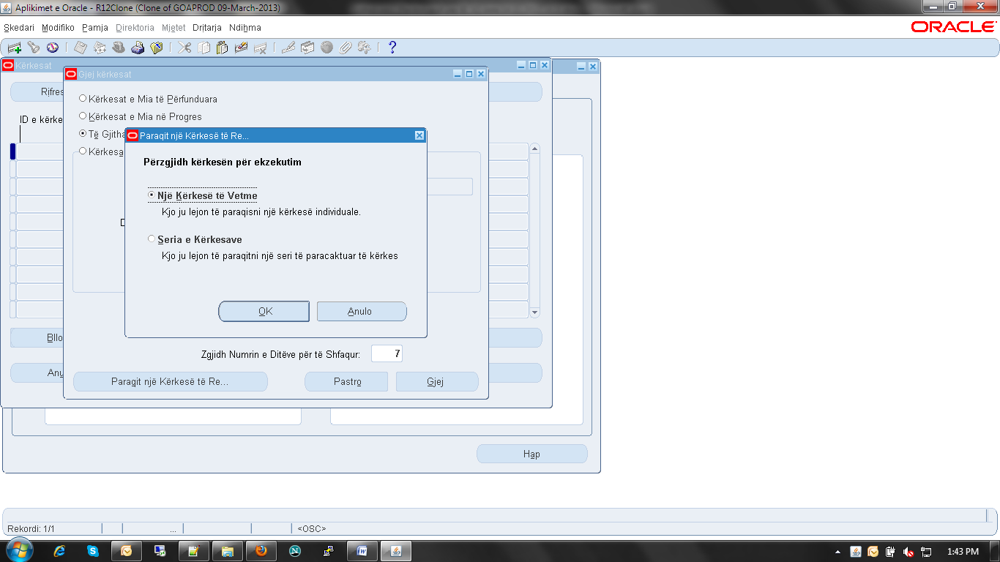 Aplikimet e Oracle - R12Clone (Clone of GOAPROD 09-March-2013)
Skedari Modifiko Pamja Direktoria Mjetet Dritarja Ndihma
ORACLE
Kërkesat
Gjej kërkesat
Rifres
Kërkesat e Mia të Përfunduara
Kërkesat e Mia në Progres
ID e kërke
Të Gjitha
Kërkesa
Paraqit një Kërkesë të Re...
Përzgjidh kërkesën për ekzekutim
Një Kërkesë të Vetme
Kjo ju lejon të paraqisni një kërkesë individuale.
Seria e Kërkesave
Kjo ju lejon të paraqitni një seri të paracaktuar të kërkes
OK Anulo
Bllo
Zgjidh Numrin e Ditëve për të Shfaqur: 7
Anu
Paraqit një Kërkesë të Re... Pastro Gjej
Hap
Rekordi: 1/1 ... <OSC>
1:43 PM